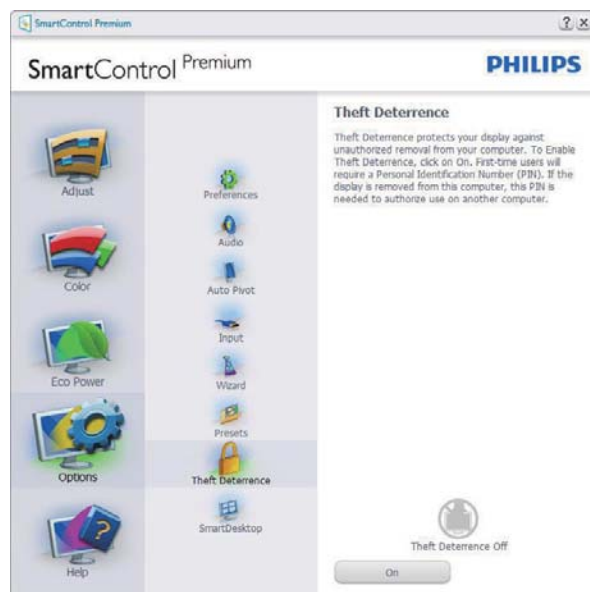 SmartControl Premium
? x
SmartControl Premium
PHILIPS
Adjust
Color
Eco Power
Options
Help
Preferences
Audio
Auto Pivot
Input
Wizard
Presets
Theft Deterrence
SmartDesktop
Theft Deterrence
Theft Deterrence protects your display against
unauthorized removal from your computer. To Enable
Theft Deterrence, click on On. First-time users will
require a Personal Identification Number (PIN). If the
display is removed from this computer, this PIN is
needed to authorize use on another computer.
Theft Deterrence Off
On